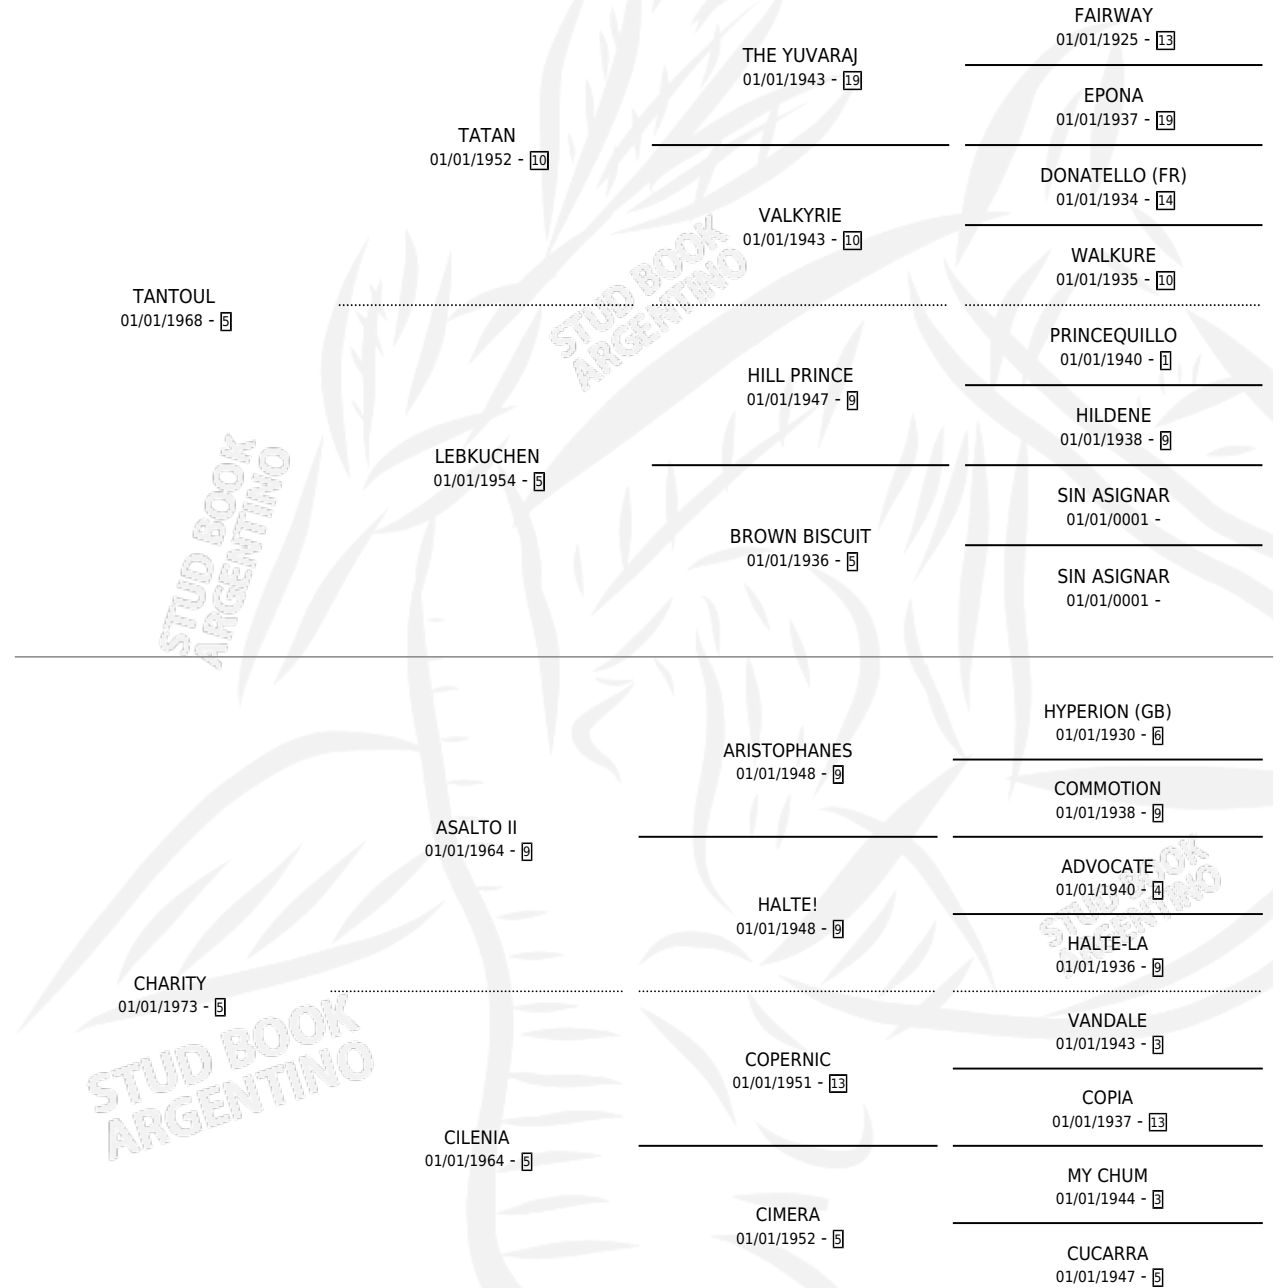 FAIRWAY
01/01/1925 - 13
THE YUVARAJ
01/01/1943 - 19
EPONA
01/01/1937 - 19
TATAN
01/01/1952 - 10
DONATELLO (FR)
01/01/1934 - 14
VALKYRIE
01/01/1943 - 10
WALKURE
01/01/1935 - 10
TANTOUL
01/01/1968 - 5
PRINCEQUILLO
01/01/1940 - 1
HILL PRINCE
01/01/1947 - 9
HILDENE
01/01/1938 - 9
LEBKUCHEN
01/01/1954 - 5
SIN ASIGNAR
01/01/0001 -
BROWN BISCUIT
01/01/1936 - 5
SIN ASIGNAR
01/01/0001 -
STUD BOOK
ARGENTINO
STUD BOOK
ARGENTINO
HYPERION (GB)
01/01/1930 - 6
ARISTOPHANES
01/01/1948 - 9
COMMOTION
01/01/1938 - 9
ASALTO II
01/01/1964 - 9
ADVOCATE
01/01/1940 - 4
HALTE!
01/01/1948 - 9
HALTE-LA
01/01/1936 - 9
CHARITY
01/01/1973 - 5
VANDALE
01/01/1943 - 3
COPERNIC
01/01/1951 - 13
COPIA
01/01/1937 - 13
CILENIA
01/01/1964 - 5
MY CHUM
01/01/1944 - 3
CIMERA
01/01/1952 - 5
CUCARRA
01/01/1947 - 5
STUD BOOK
ARGENTINO
STUD BOOK
ARGENTINO